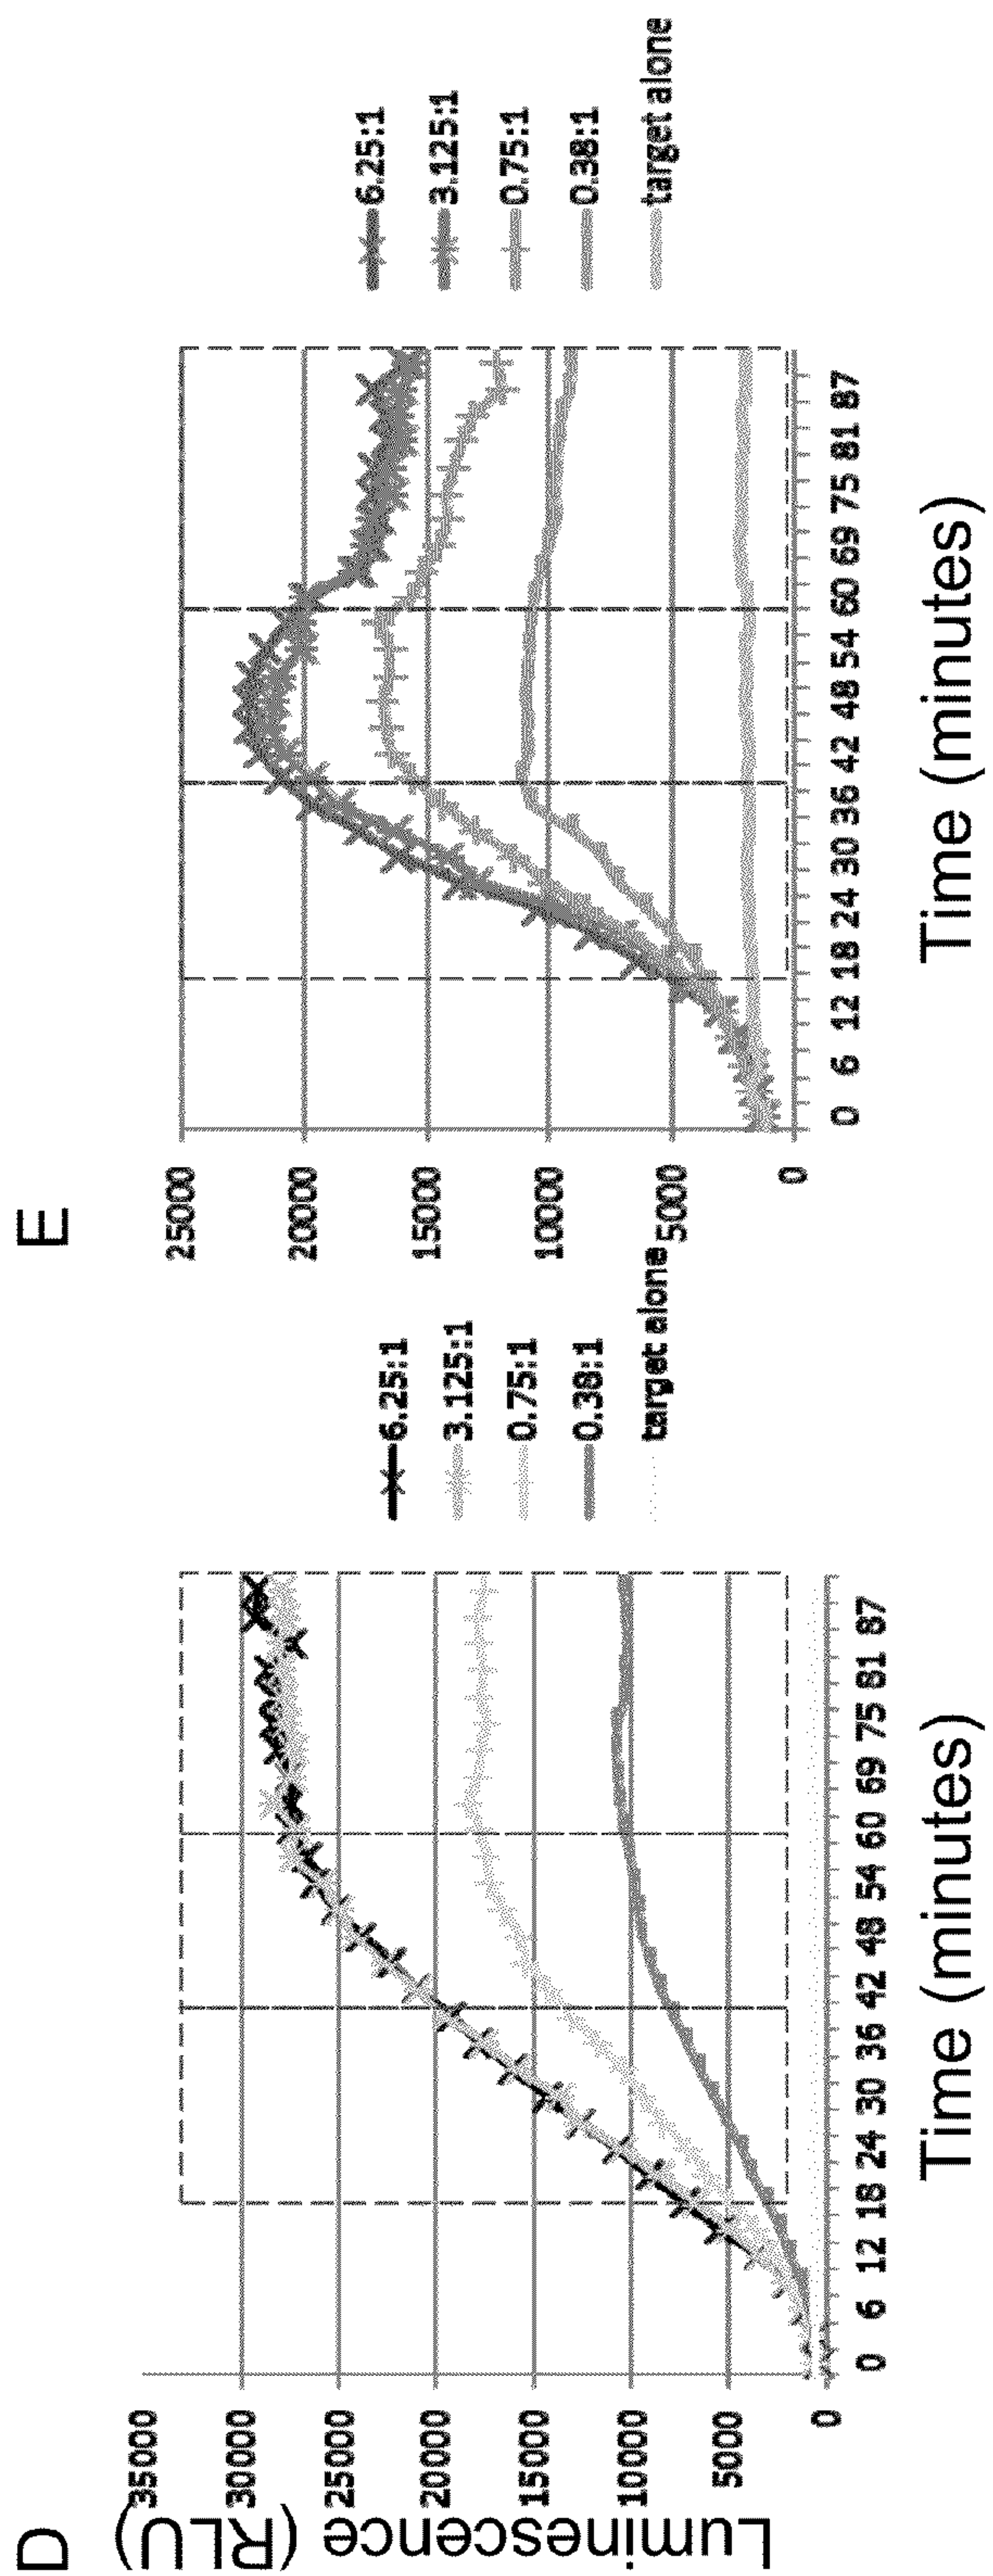 D
Luminescence (RLU)
35000
30000
25000
20000
15000
10000
5000
0
0 6 12 18 24 30 36 42 48 54 60 69 75 81 87
Time (minutes)
6.25:1
3.125:1
0.75:1
0.38:1
target alone
E
25000
20000
15000
10000
5000
0
0 6 12 18 24 30 36 42 48 54 60 69 75 81 87
Time (minutes)
6.25:1
3.125:1
0.75:1
0.38:1
target alone